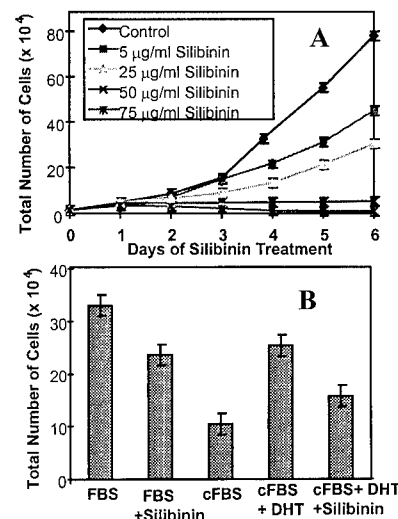 A
Total Number of Cells (x 10⁴)
80
60
40
20
0
Control
5 µg/ml Silibinin
25 µg/ml Silibinin
50 µg/ml Silibinin
75 µg/ml Silibinin
0 1 2 3 4 5 6
Days of Silibinin Treatment
B
Total Number of Cells (x 10⁴)
40
30
20
10
0
FBS FBS cFBS cFBS cFBS+ DHT
+Silibinin + DHT +Silibinin